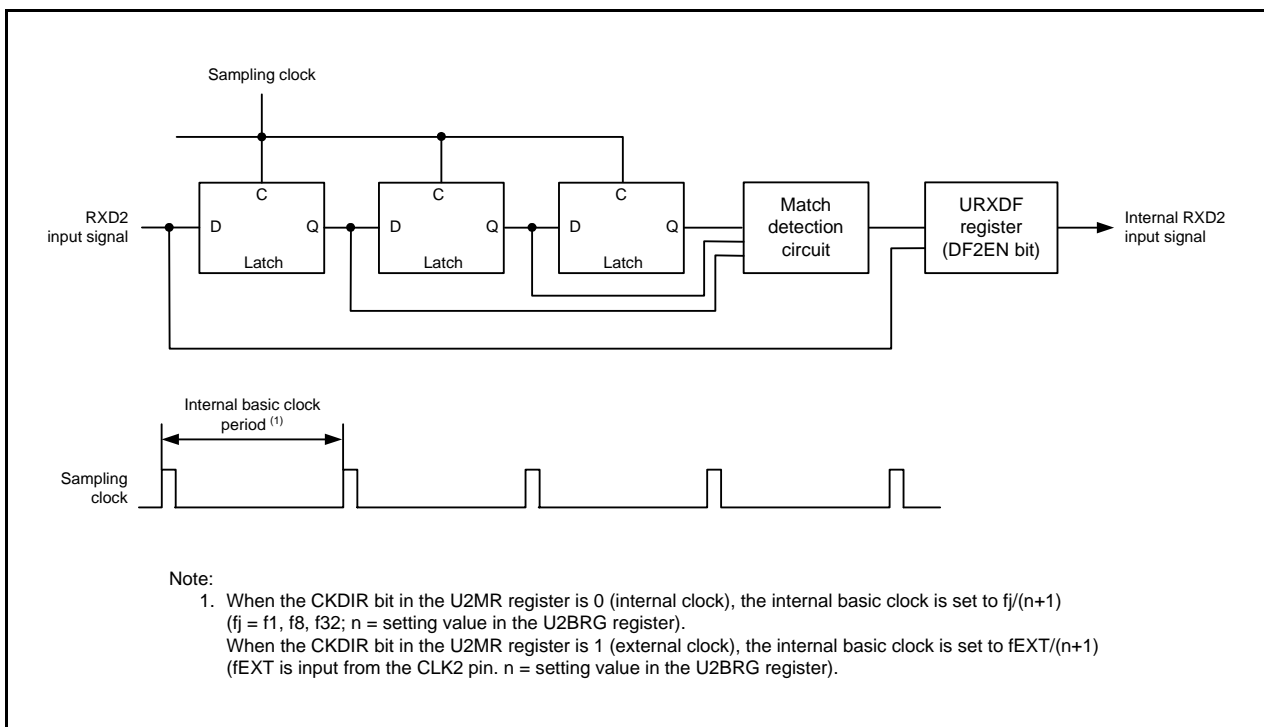 Sampling clock
C
C
C
RXD2
input signal
D
Q
Latch
D
Q
Latch
D
Q
Latch
Match
detection
circuit
URXDF
register
(DF2EN bit)
Internal RXD2
input signal
Internal basic clock
period (1)
Sampling
clock
Note:
1. When the CKDIR bit in the U2MR register is 0 (internal clock), the internal basic clock is set to fj/(n+1)
(fj = f1, f8, f32; n = setting value in the U2BRG register).
When the CKDIR bit in the U2MR register is 1 (external clock), the internal basic clock is set to fEXT/(n+1)
(fEXT is input from the CLK2 pin. n = setting value in the U2BRG register).